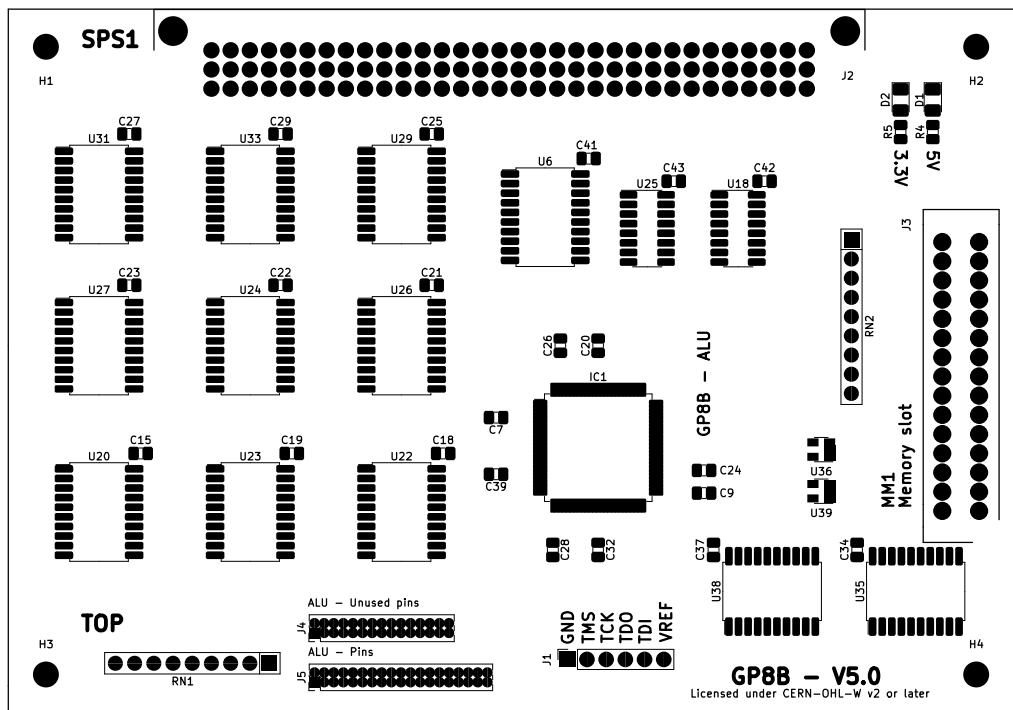 SPS1
H1
J2
H2
D2
D1
R5
R4
3.3V
5V
C27
C29
C25
U31
U33
U29
C41
U6
C43
C42
U25
U18
J3
C23
C22
C21
U27
U24
U26
RN2
C26
C20
GP8B - ALU
IC1
C7
MM1
Memory slot
C15
C19
C18
U20
U23
U22
C39
C24
C9
U36
U39
C28
C32
C37
C34
U38
U35
TOP
ALU - Unused pins
J4
ALU - Pins
J5
GND
TMS
TCK
TDO
TDI
VREF
J1
H3
H4
RN1
GP8B - V5.0
Licensed under CERN-OHL-W v2 or later